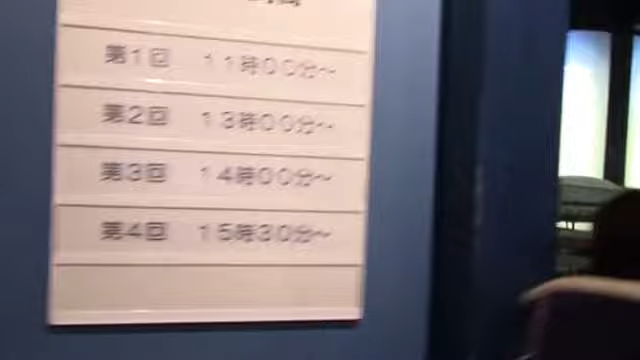 第1回 11時00分～
第2回 13時00分～
第3回 14時00分～
第4回 15時30分～